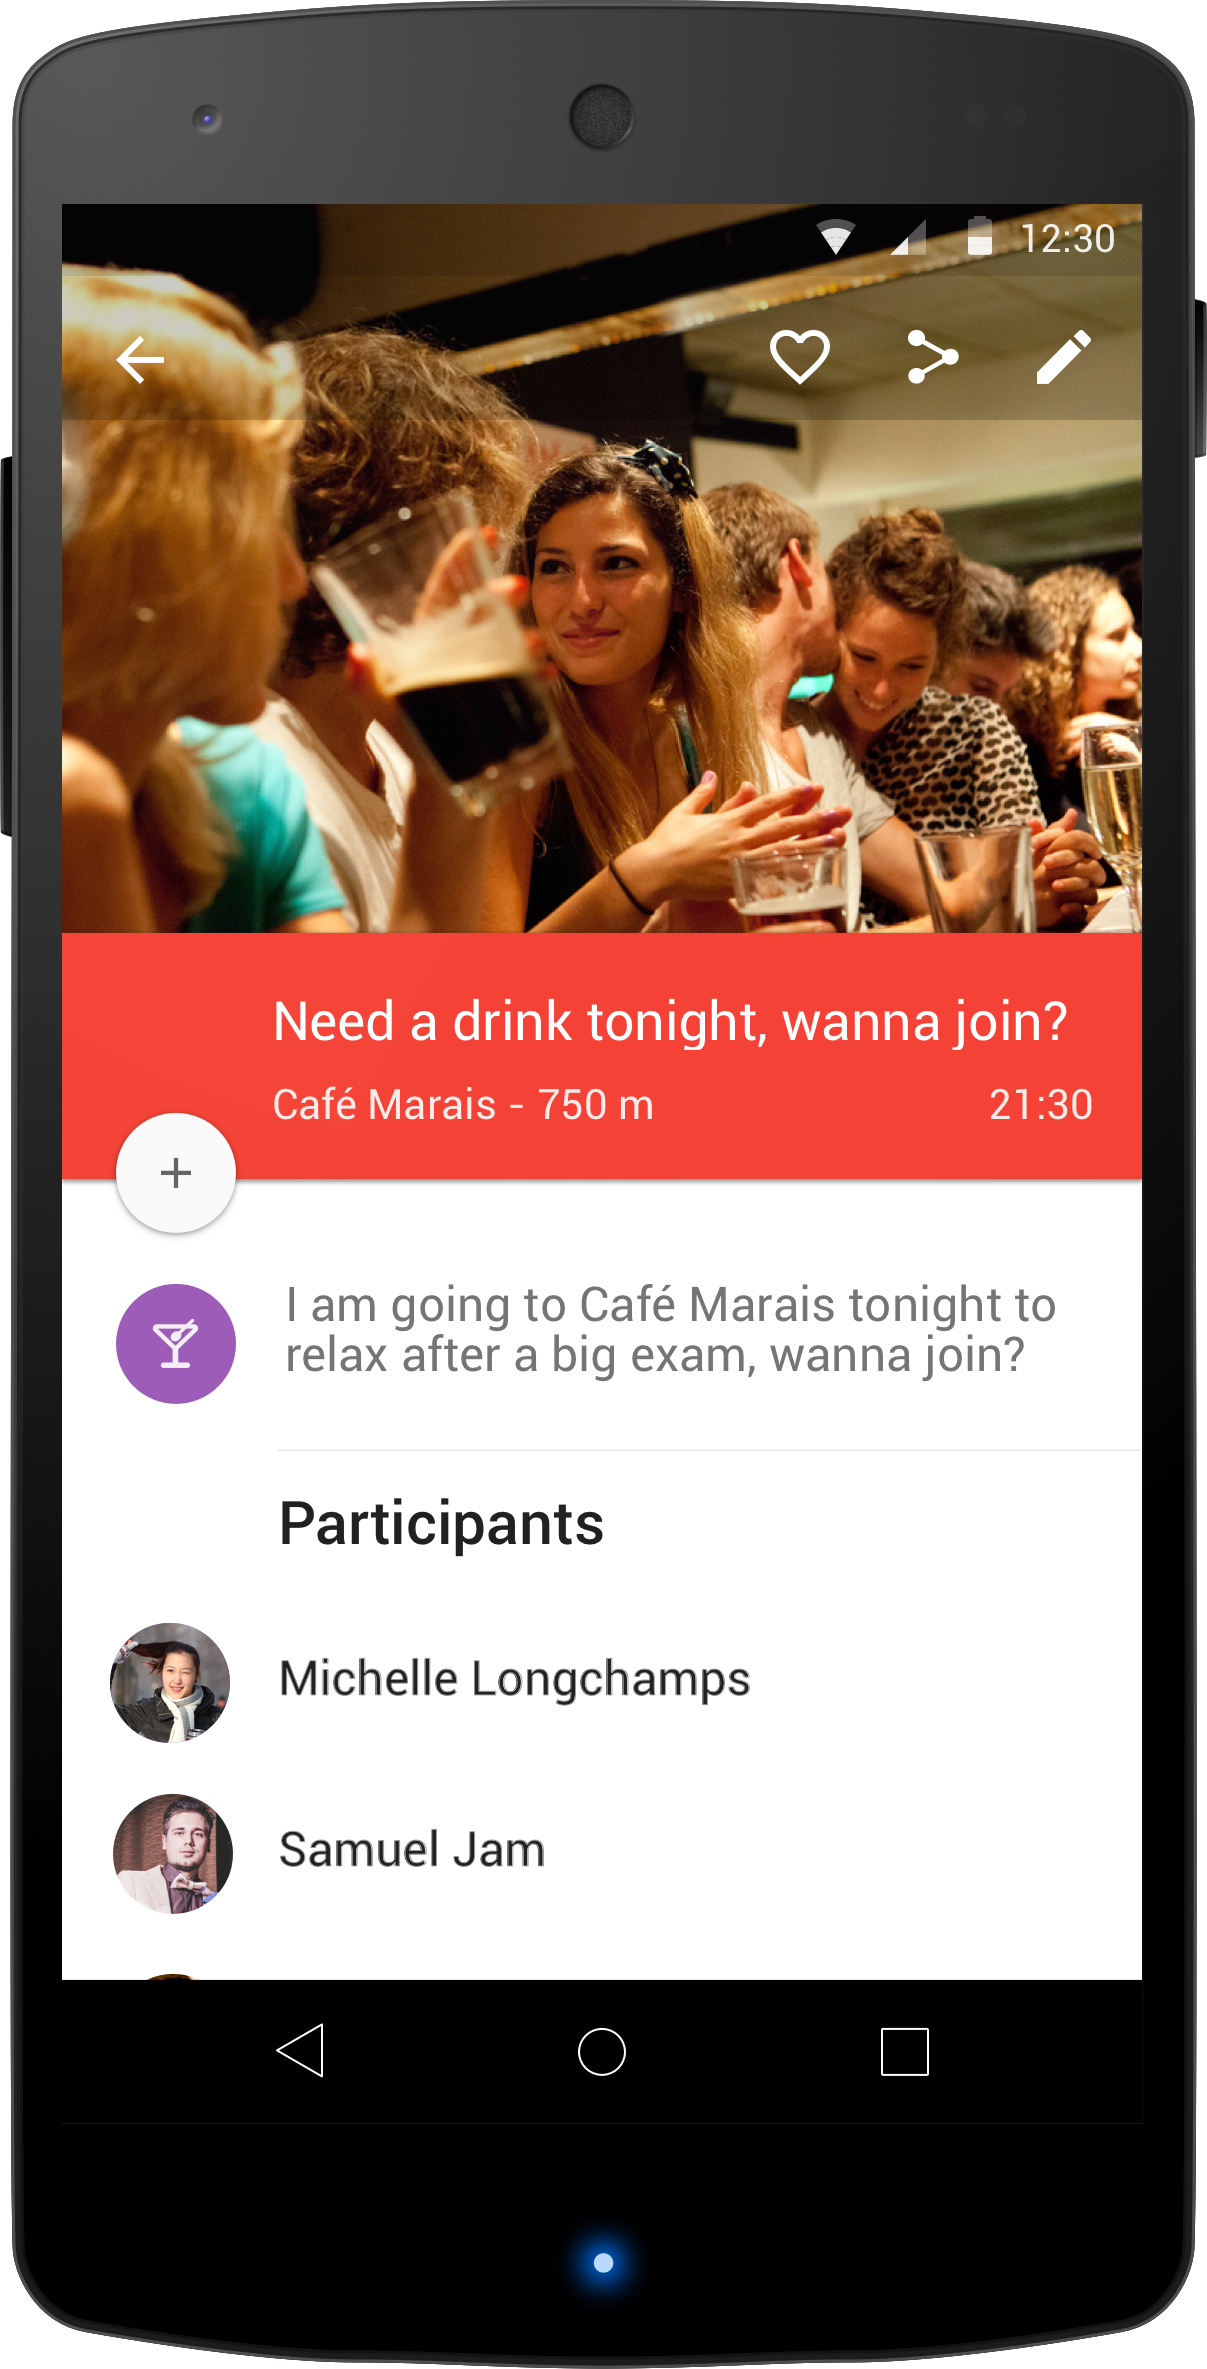 12:30
Need a drink tonight, wanna join?
Café Marais - 750 m 21:30
I am going to Café Marais tonight to
relax after a big exam, wanna join?
Participants
Michelle Longchamps
Samuel Jam